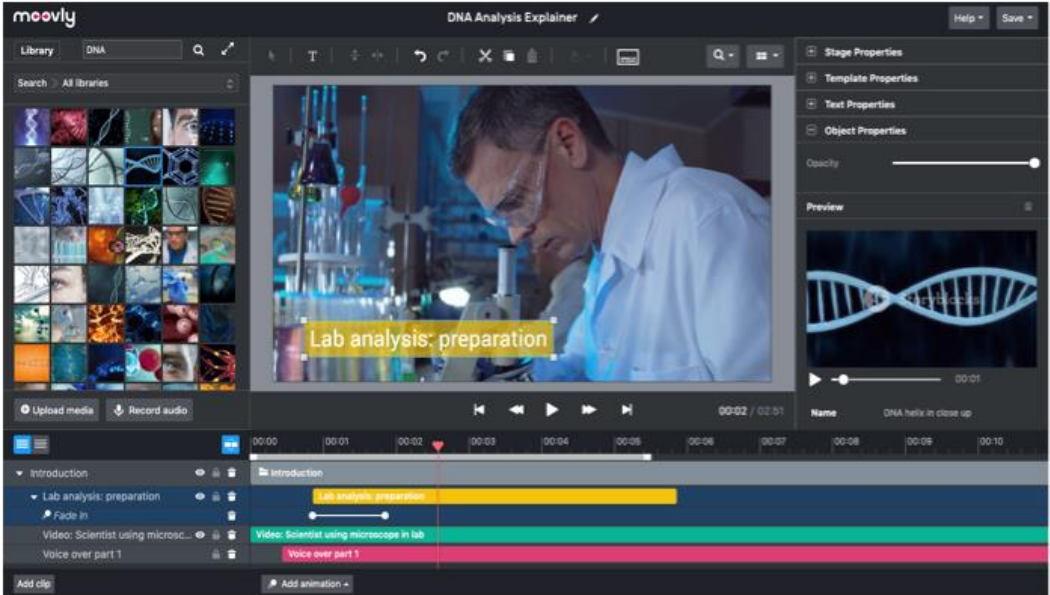 moovly
DNA Analysis Explainer
Help
Save
Library
DNA
Search > All libraries
T
Stage Properties
Template Properties
Text Properties
Object Properties
Opacity
Preview
storyblocks
00:01
Name
DNA helix in close up
Lab analysis: preparation
Upload media
Record audio
00:02 / 02:51
00:00 00:01 00:02 00:03 00:04 00:05 00:06 00:07 00:08 00:09 00:10
Introduction
Introduction
Lab analysis: preparation
Lab analysis: preparation
Fade in
Video: Scientist using microsc...
Video: Scientist using microscope in lab
Voice over part 1
Voice over part 1
Add clip
Add animation